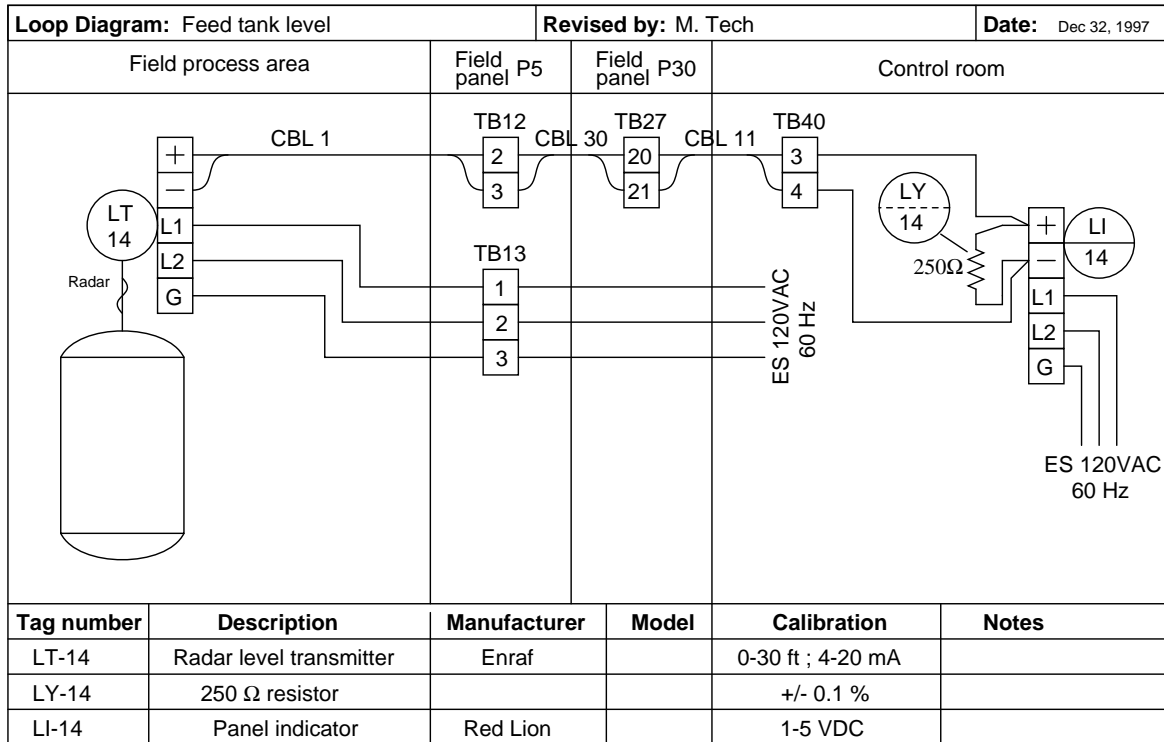 Loop Diagram: Feed tank level Revised by: M. Tech Date: Dec 32, 1997
Field process area
Field panel P5
Field panel P30
Control room
CBL 1
TB12
CBL 30
TB27
CBL 11
TB40
+
−
L1
L2
G
LT
14
Radar
2
3
20
21
3
4
TB13
1
2
3
ES 120VAC
60 Hz
LY
14
250Ω
+
−
L1
L2
G
LI
14
ES 120VAC
60 Hz
Tag number Description Manufacturer Model Calibration Notes
LT-14 Radar level transmitter Enraf 0-30 ft ; 4-20 mA
LY-14 250 Ω resistor +/- 0.1 %
LI-14 Panel indicator Red Lion 1-5 VDC